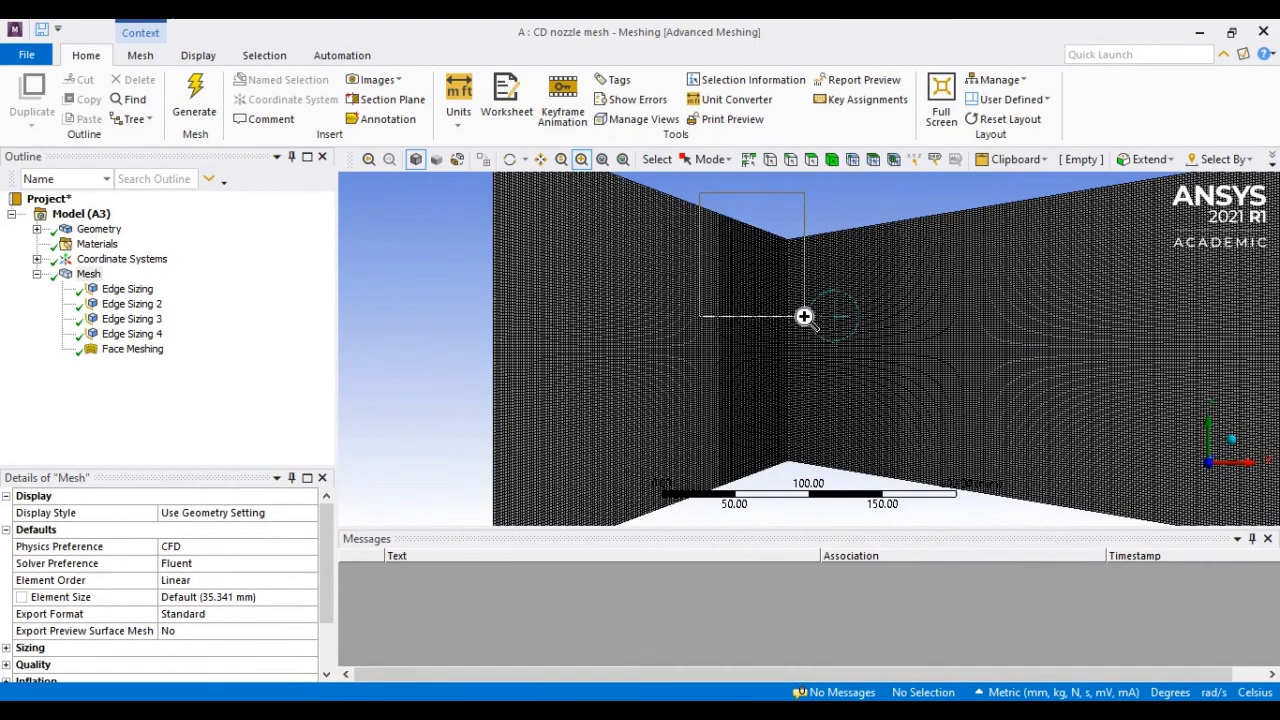 A : CD nozzle mesh - Meshing [Advanced Meshing]
Context
File Home Mesh Display Selection Automation
Quick Launch
Duplicate
Cut
Copy
Paste
Delete
Find
Tree
Outline
Generate
Mesh
Named Selection
Coordinate System
Comment
Images
Section Plane
Annotation
Insert
Units
Worksheet
Keyframe
Animation
Tags
Show Errors
Manage Views
Selection Information
Unit Converter
Print Preview
Report Preview
Key Assignments
Tools
Full
Screen
Manage
User Defined
Reset Layout
Layout
Outline
Select Mode Clipboard [ Empty ] Extend Select By
Name Search Outline
Project*
Model (A3)
Geometry
Materials
Coordinate Systems
Mesh
Edge Sizing
Edge Sizing 2
Edge Sizing 3
Edge Sizing 4
Face Meshing
ANSYS
2021 R1
ACADEMIC
100.00
50.00 150.00
Details of "Mesh"
Display
Display Style Use Geometry Setting
Defaults
Physics Preference CFD
Solver Preference Fluent
Element Order Linear
Element Size Default (35.341 mm)
Export Format Standard
Export Preview Surface Mesh No
Sizing
Quality
Inflation
Messages
Text Association Timestamp
No Messages No Selection Metric (mm, kg, N, s, mV, mA) Degrees rad/s Celsius